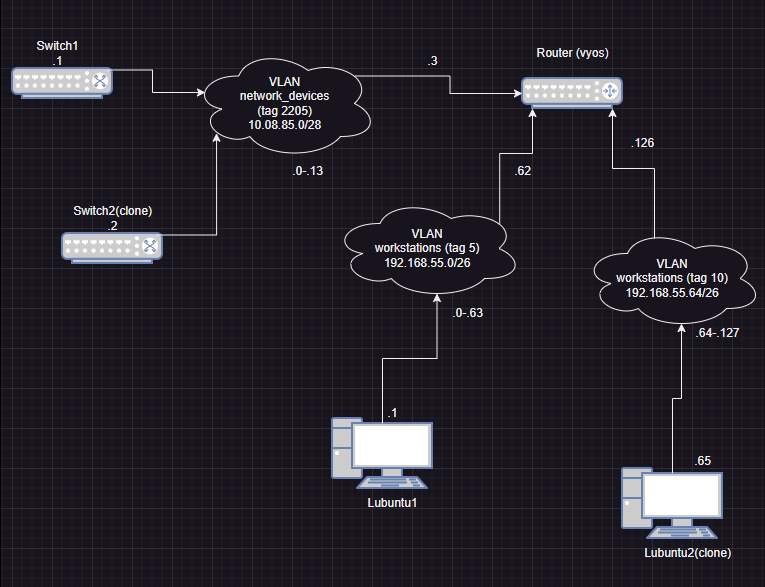 Switch1
.1
VLAN
network_devices
(tag 2205)
10.08.85.0/28
.3
Router (vyos)
.0-.13
.62
.126
Switch2(clone)
.2
VLAN
workstations (tag 5)
192.168.55.0/26
VLAN
workstations (tag 10)
192.168.55.64/26
.0-.63
.64-.127
.1
Lubuntu1
.65
Lubuntu2(clone)